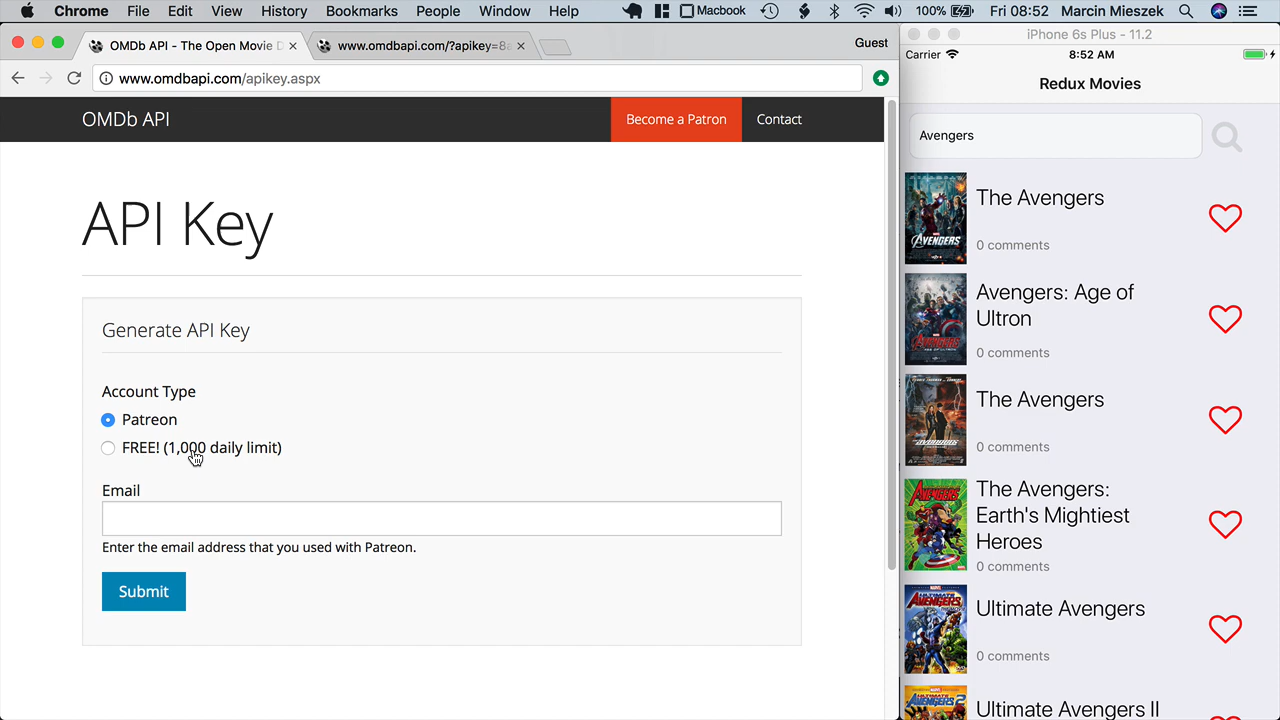 Chrome File Edit View History Bookmarks People Window Help Macbook 100% Fri 08:52 Marcin Mieszek
OMDb API - The Open Movie D
www.omdbapi.com/?apikey=8
Guest
www.omdbapi.com/apikey.aspx
OMDb API
Become a Patron
Contact
API Key
Generate API Key
Account Type
Patreon
FREE! (1,000 daily limit)
Email
Enter the email address that you used with Patreon.
Submit
iPhone 6s Plus - 11.2
Carrier
8:52 AM
Redux Movies
Avengers
The Avengers
0 comments
Avengers: Age of
Ultron
0 comments
The Avengers
0 comments
The Avengers:
Earth's Mightiest
Heroes
0 comments
Ultimate Avengers
0 comments
Ultimate Avengers II